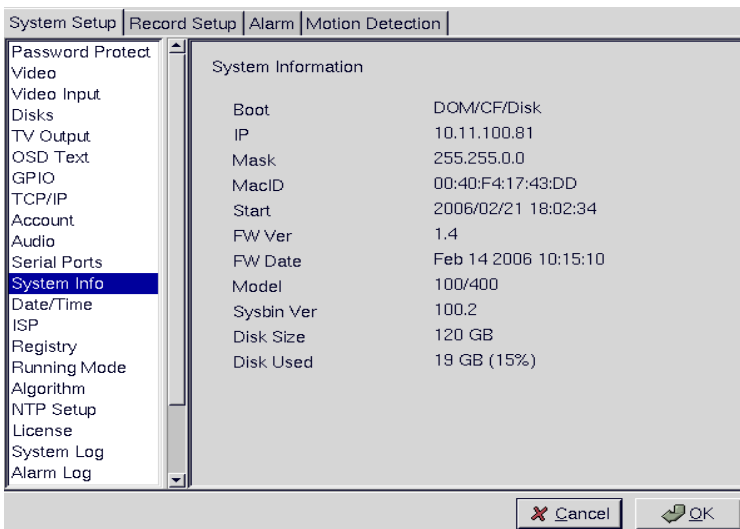 System Setup Record Setup Alarm Motion Detection
Password Protect
Video
Video Input
Disks
TV Output
OSD Text
GPIO
TCP/IP
Account
Audio
Serial Ports
System Info
Date/Time
ISP
Registry
Running Mode
Algorithm
NTP Setup
License
System Log
Alarm Log
System Information
Boot DOM/CF/Disk
IP 10.11.100.81
Mask 255.255.0.0
MacID 00:40:F4:17:43:DD
Start 2006/02/21 18:02:34
FW Ver 1.4
FW Date Feb 14 2006 10:15:10
Model 100/400
Sysbin Ver 100.2
Disk Size 120 GB
Disk Used 19 GB (15%)
Cancel OK